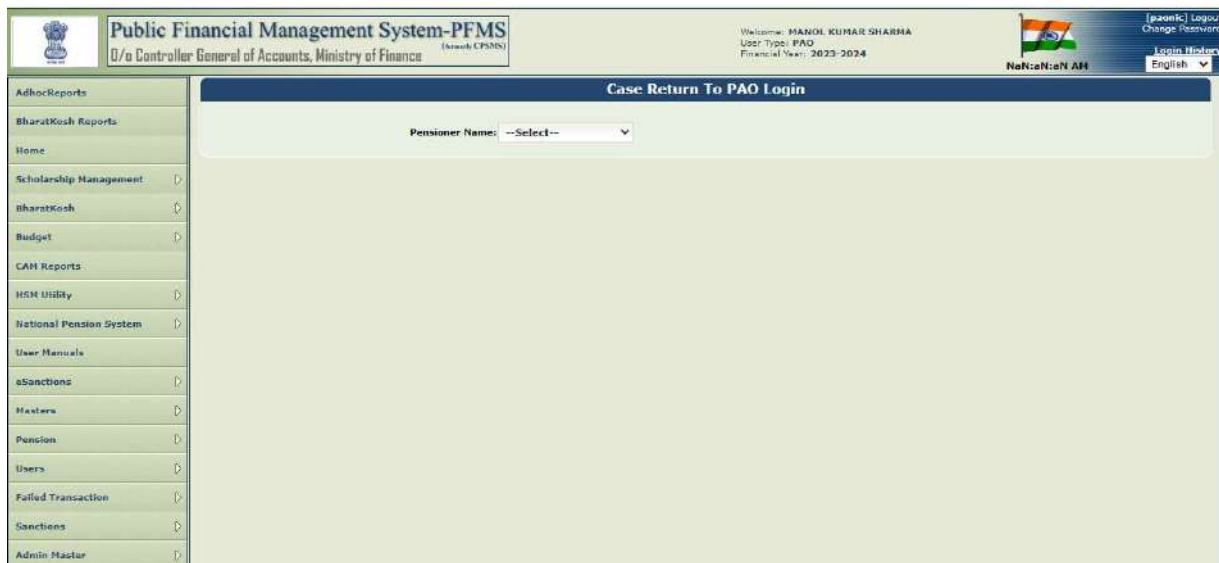 Public Financial Management System-PFMS
(formerly CPSMS)
O/o Controller General of Accounts, Ministry of Finance
Welcome: MANOL KUMAR SHARMA
User Type: PAO
Financial Year: 2023-2024
NaN:aN:aN AM
[paonic] Logout
Change Password
Login History
English
AdhocReports
BharatKosh Reports
Home
Scholarship Management
BharatKosh
Budget
CAM Reports
HSM Utility
National Pension System
User Manuals
eSanctions
Masters
Pension
Users
Failed Transaction
Sanctions
Admin Master
Case Return To PAO Login
Pensioner Name: --Select--